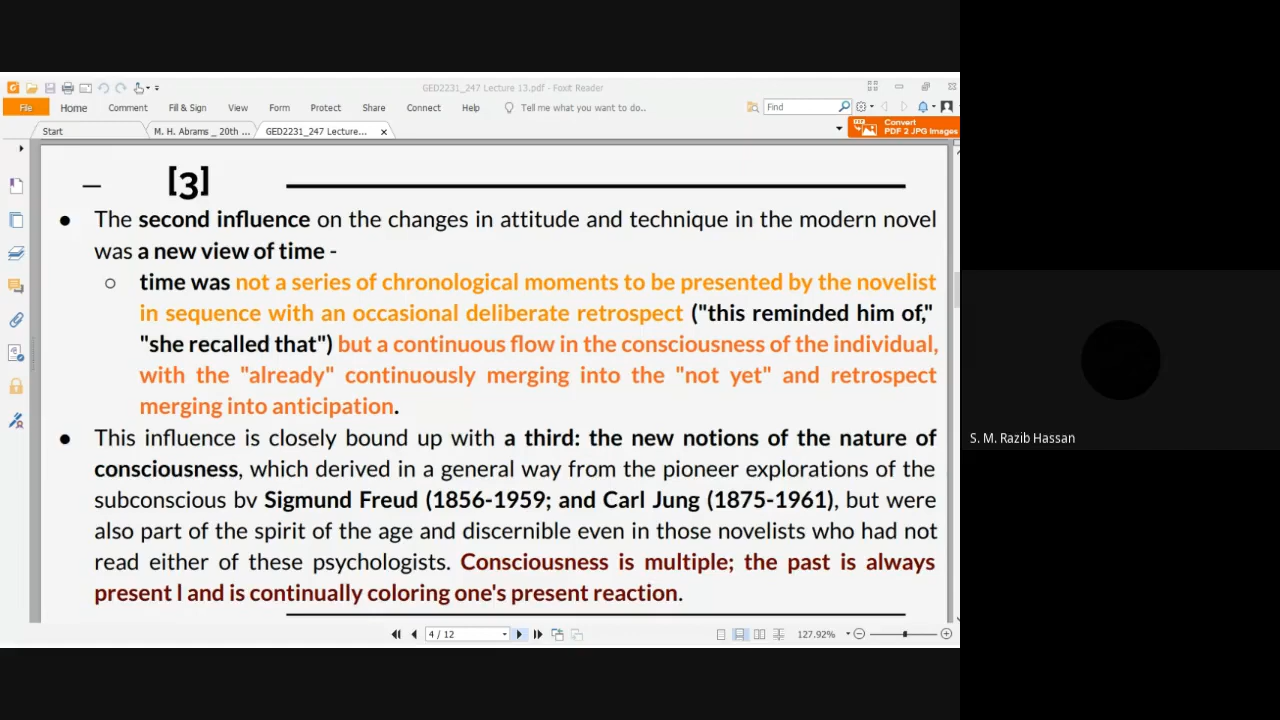 GED2231_247 Lecture 13.pdf - Foxit Reader
File Home Comment Fill & Sign View Form Protect Share Connect Help Tell me what you want to do.. Find
Start M. H. Abrams _ 20th ... GED2231_247 Lecture... Convert
PDF 2 JPG Images
– [3]
● The second influence on the changes in attitude and technique in the modern novel
was a new view of time -
○ time was not a series of chronological moments to be presented by the novelist
in sequence with an occasional deliberate retrospect ("this reminded him of,"
"she recalled that") but a continuous flow in the consciousness of the individual,
with the "already" continuously merging into the "not yet" and retrospect
merging into anticipation.
● This influence is closely bound up with a third: the new notions of the nature of
consciousness, which derived in a general way from the pioneer explorations of the
subconscious bv Sigmund Freud (1856-1959; and Carl Jung (1875-1961), but were
also part of the spirit of the age and discernible even in those novelists who had not
read either of these psychologists. Consciousness is multiple; the past is always
present l and is continually coloring one's present reaction.
4 / 12 127.92%
S. M. Razib Hassan